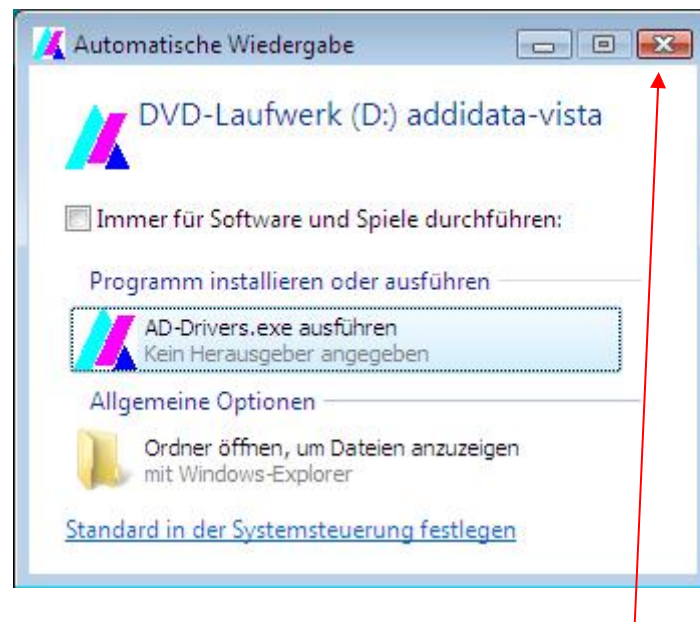 Automatische Wiedergabe
DVD-Laufwerk (D:) addidata-vista
Immer für Software und Spiele durchführen:
Programm installieren oder ausführen
AD-Drivers.exe ausführen
Kein Herausgeber angegeben
Allgemeine Optionen
Ordner öffnen, um Dateien anzuzeigen
mit Windows-Explorer
Standard in der Systemsteuerung festlegen